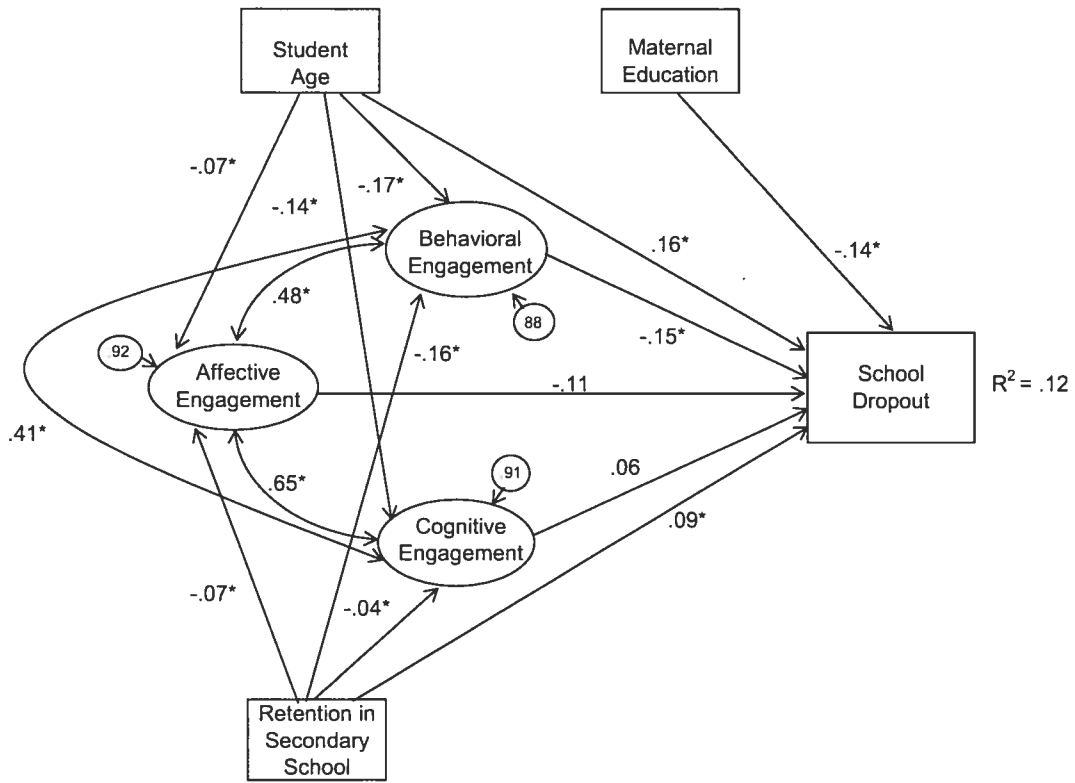 Student
Age
Maternal
Education
-.07*
-.14*
-.17*
.16*
-.14*
Behavioral
Engagement
.48*
88
-.15*
-.16*
.92
Affective
Engagement
-.11
School
Dropout
R² = .12
.41*
.65*
.91
.06
Cognitive
Engagement
.09*
-.07*
-.04*
Retention in
Secondary
School